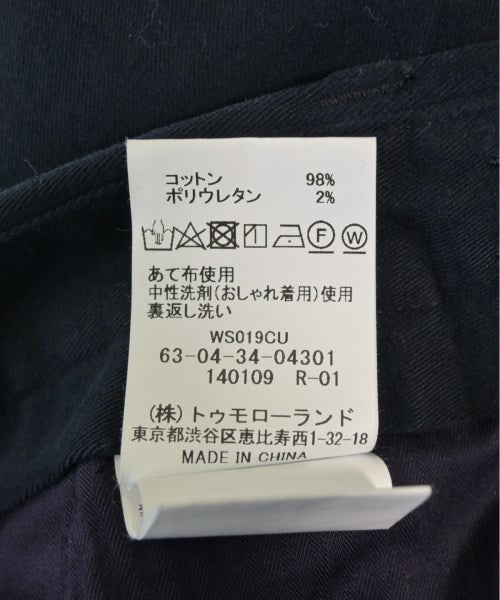 コットン 98%
ポリウレタン 2%
F W
あて布使用
中性洗剤(おしゃれ着用)使用
裏返し洗い
WS019CU
63-04-34-04301
140109 R-01
(株)トゥモローランド
東京都渋谷区恵比寿西1-32-18
MADE IN CHINA